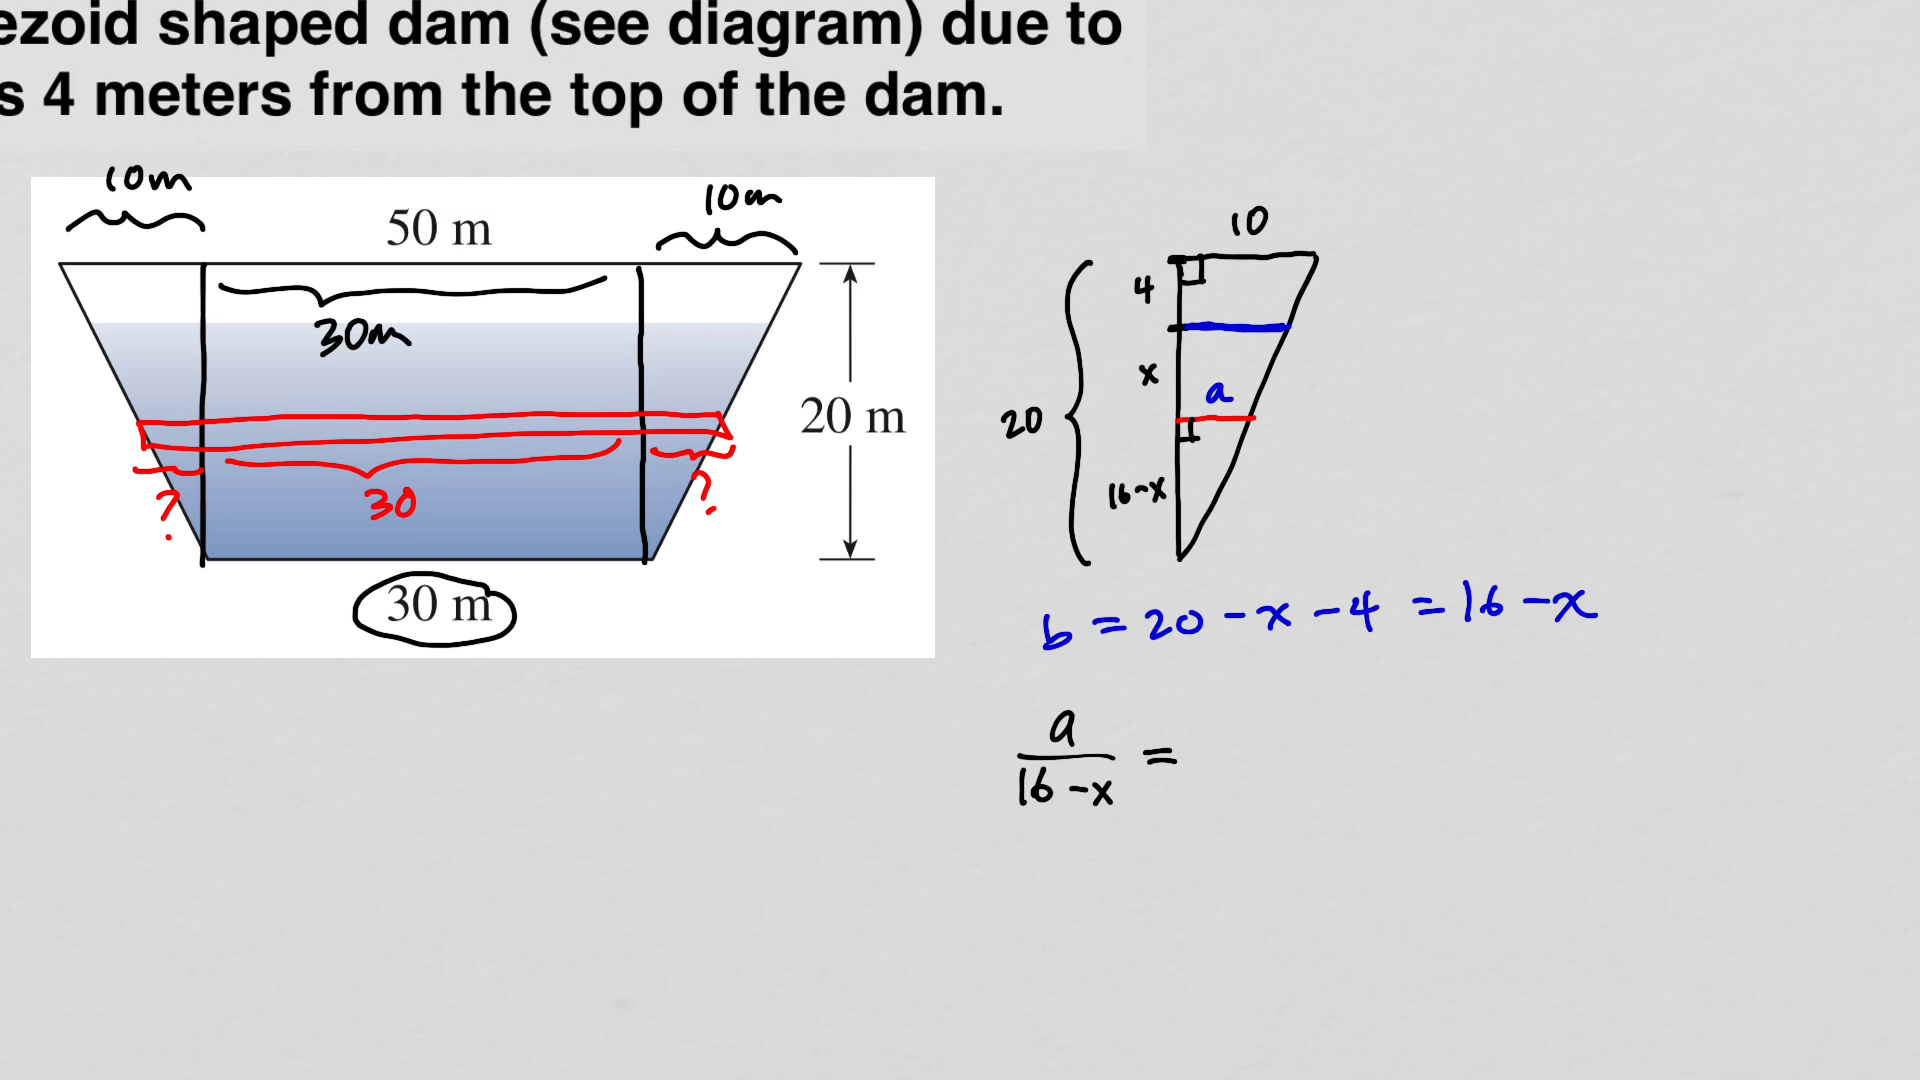 ezoid shaped dam (see diagram) due to
s 4 meters from the top of the dam.
10m
10m
50 m
30m
20 m
30
?
?
30 m
10
4
x
a
20
16-x
b = 20 - x - 4 = 16 - x
a
16 - x
=